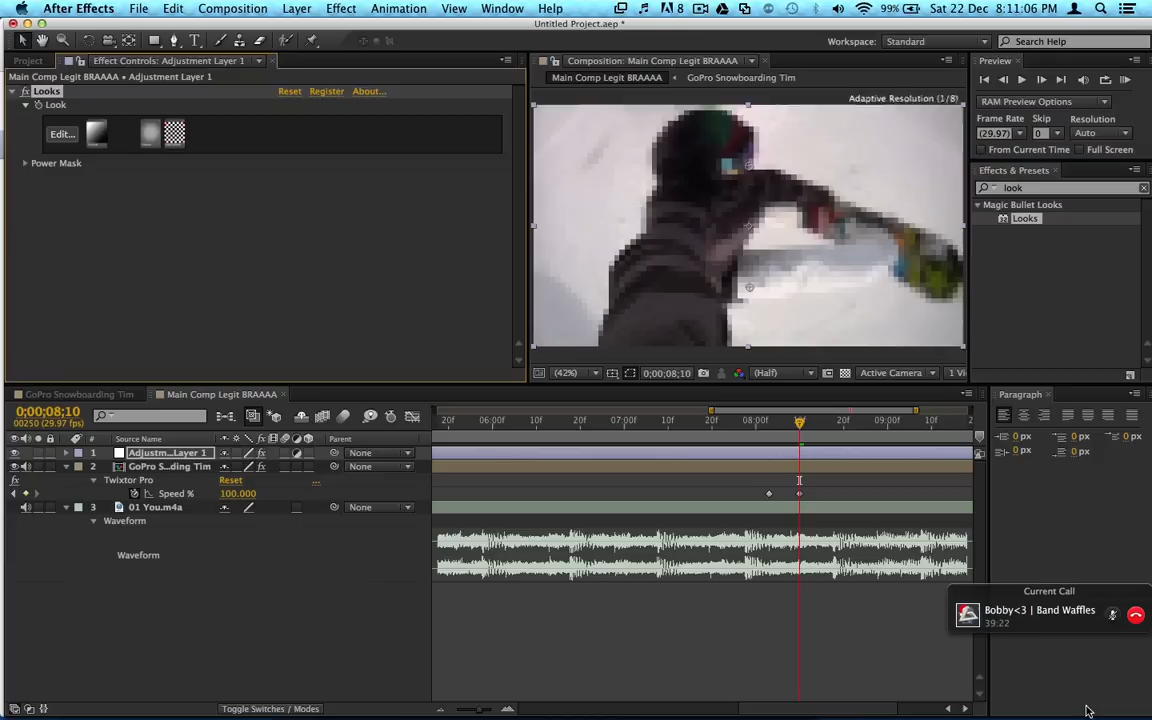 After Effects File Edit Composition Layer Effect Animation View Window Help 8 99% Sat 22 Dec 8:11:06 PM
Untitled Project.aep *
Workspace: Standard Search Help
Project Effect Controls: Adjustment Layer 1
Main Comp Legit BRAAAA • Adjustment Layer 1
Looks Reset Register About...
Look
Edit...
Power Mask
Composition: Main Comp Legit BRAAAA
Main Comp Legit BRAAAA GoPro Snowboarding Tim
Adaptive Resolution (1/8)
(42%) 0;00;08;10 (Half) Active Camera 1 Vi
Preview
RAM Preview Options
Frame Rate Skip Resolution
(29.97) 0 Auto
From Current Time Full Screen
Effects & Presets
look
Magic Bullet Looks
Looks
GoPro Snowboarding Tim Main Comp Legit BRAAAA
0;00;08;10
00250 (29.97 fps)
20f 06:00f 10f 20f 07:00f 10f 20f 08:00f 20f 09:00f 10f 2
# Source Name Parent
1 Adjustm...Layer 1 None
2 GoPro S...ding Tim None
Twixtor Pro Reset ...
Speed % 100.000
3 01 You.m4a None
Waveform
Waveform
Toggle Switches / Modes
Paragraph
0 px 0 px 0 px
0 px 0 px
Current Call
Bobby<3 | Band Waffles
39:22